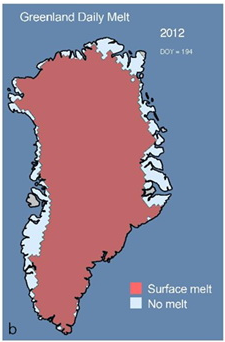 Greenland Daily Melt
2012
DOY = 194
Surface melt
No melt
b